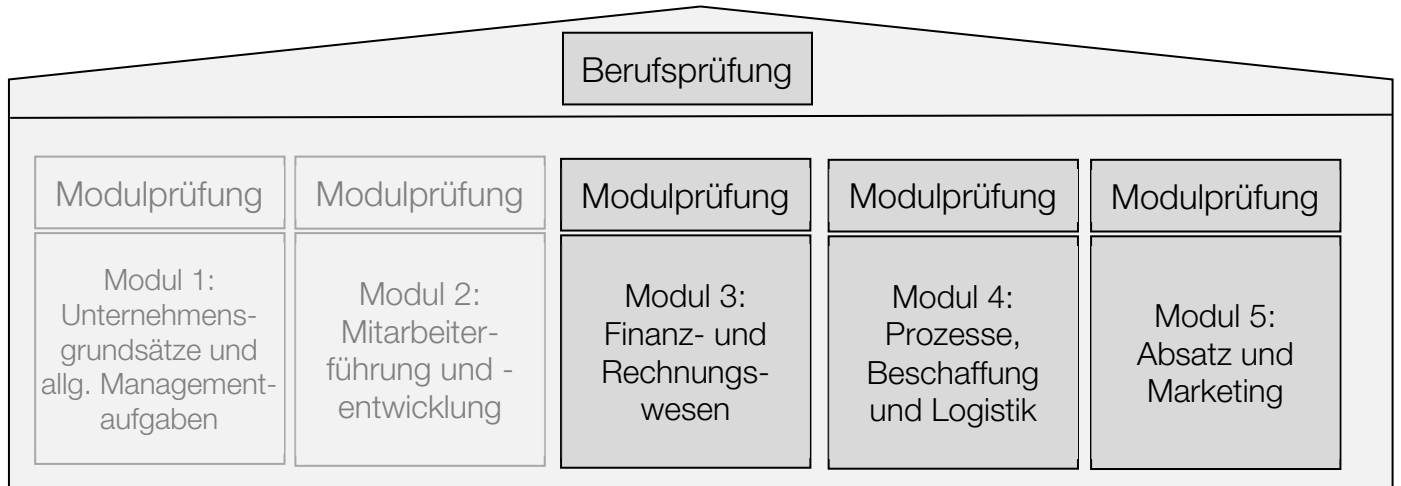 Berufsprüfung
Modulprüfung
Modulprüfung
Modulprüfung
Modulprüfung
Modulprüfung
Modul 1:
Unternehmens-
grundsätze und
allg. Management-
aufgaben
Modul 2:
Mitarbeiter-
führung und -
entwicklung
Modul 3:
Finanz- und
Rechnungs-
wesen
Modul 4:
Prozesse,
Beschaffung
und Logistik
Modul 5:
Absatz und
Marketing